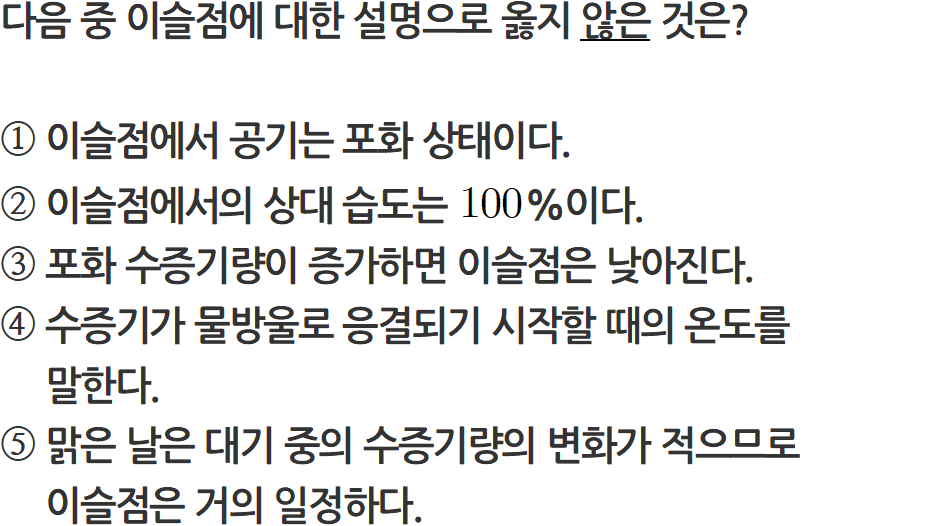 다음 중 이슬점에 대한 설명으로 옳지 않은 것은?
① 이슬점에서 공기는 포화 상태이다.
② 이슬점에서의 상대 습도는 100%이다.
③ 포화 수증기량이 증가하면 이슬점은 낮아진다.
④ 수증기가 물방울로 응결되기 시작할 때의 온도를
말한다.
⑤ 맑은 날은 대기 중의 수증기량의 변화가 적으므로
이슬점은 거의 일정하다.